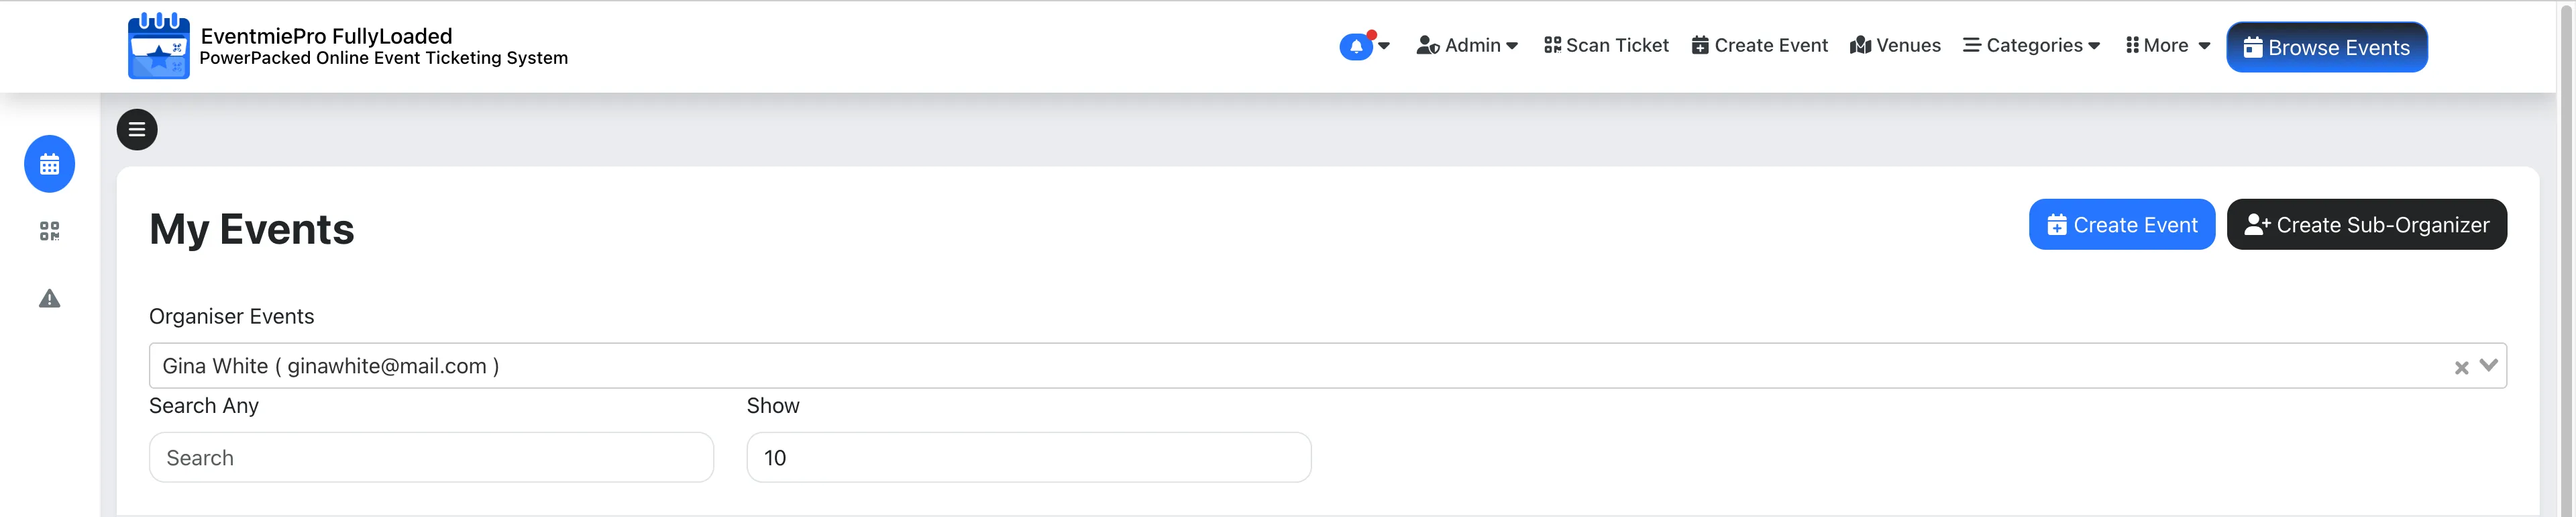 EventmiePro FullyLoaded
PowerPacked Online Event Ticketing System
Admin
Scan Ticket
Create Event
Venues
Categories
More
Browse Events
My Events
Create Event
Create Sub-Organizer
Organiser Events
Gina White ( ginawhite@mail.com )
Search Any
Show
Search
10